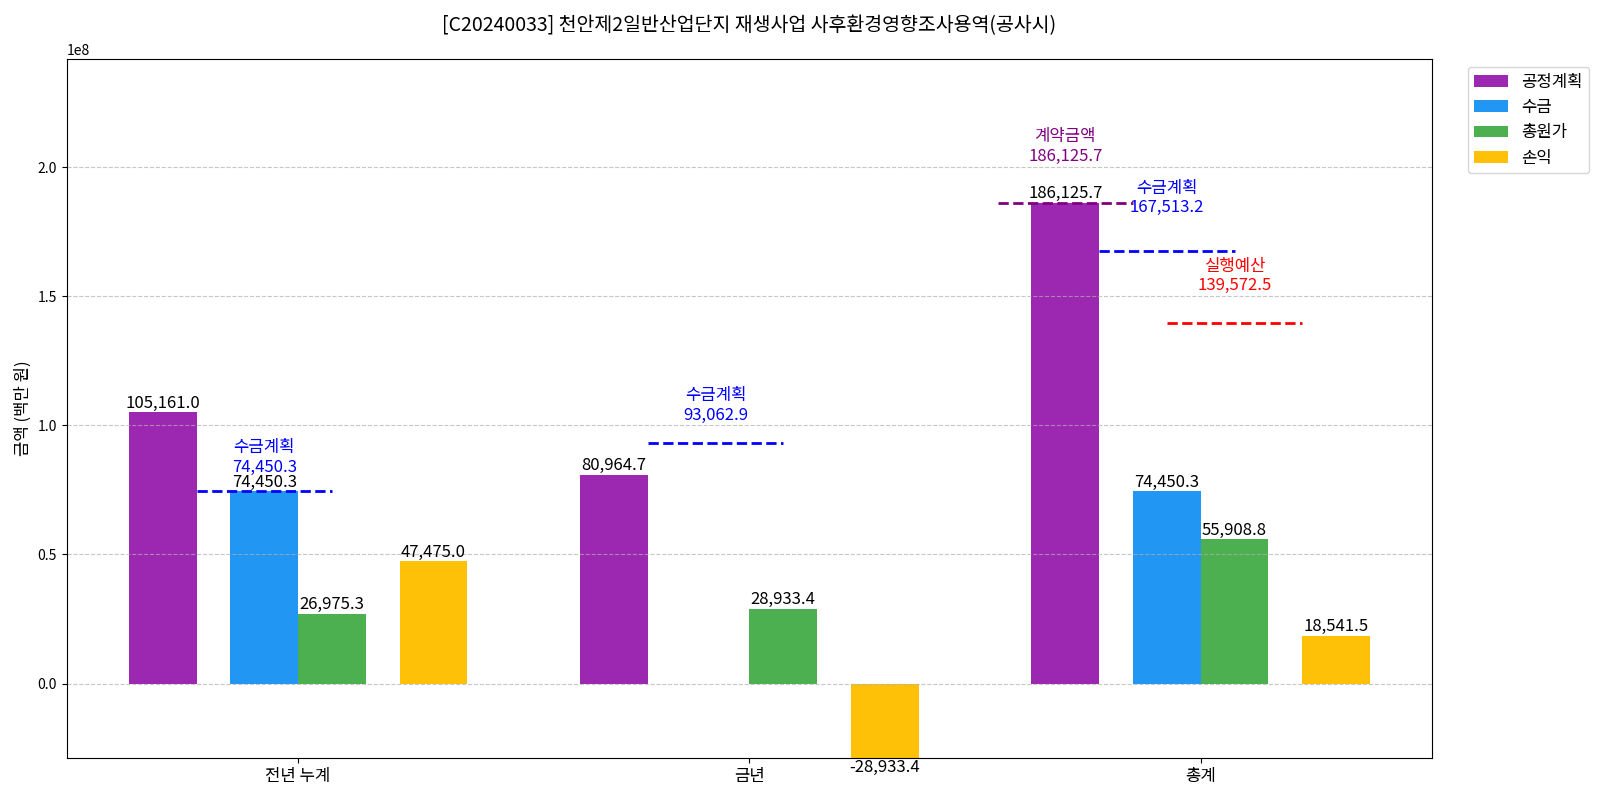 [C20240033] 천안제2일반산업단지 재생사업 사후환경영향조사용역(공사시)
1e8
공정계획
수금
총원가
손익
금액 (백만 원)
2.0
1.5
1.0
0.5
0.0
105,161.0
수금계획
74,450.3
74,450.3
26,975.3
47,475.0
80,964.7
수금계획
93,062.9
28,933.4
-28,933.4
계약금액
186,125.7
186,125.7
수금계획
167,513.2
실행예산
139,572.5
74,450.3
55,908.8
18,541.5
전년 누계
금년
총계